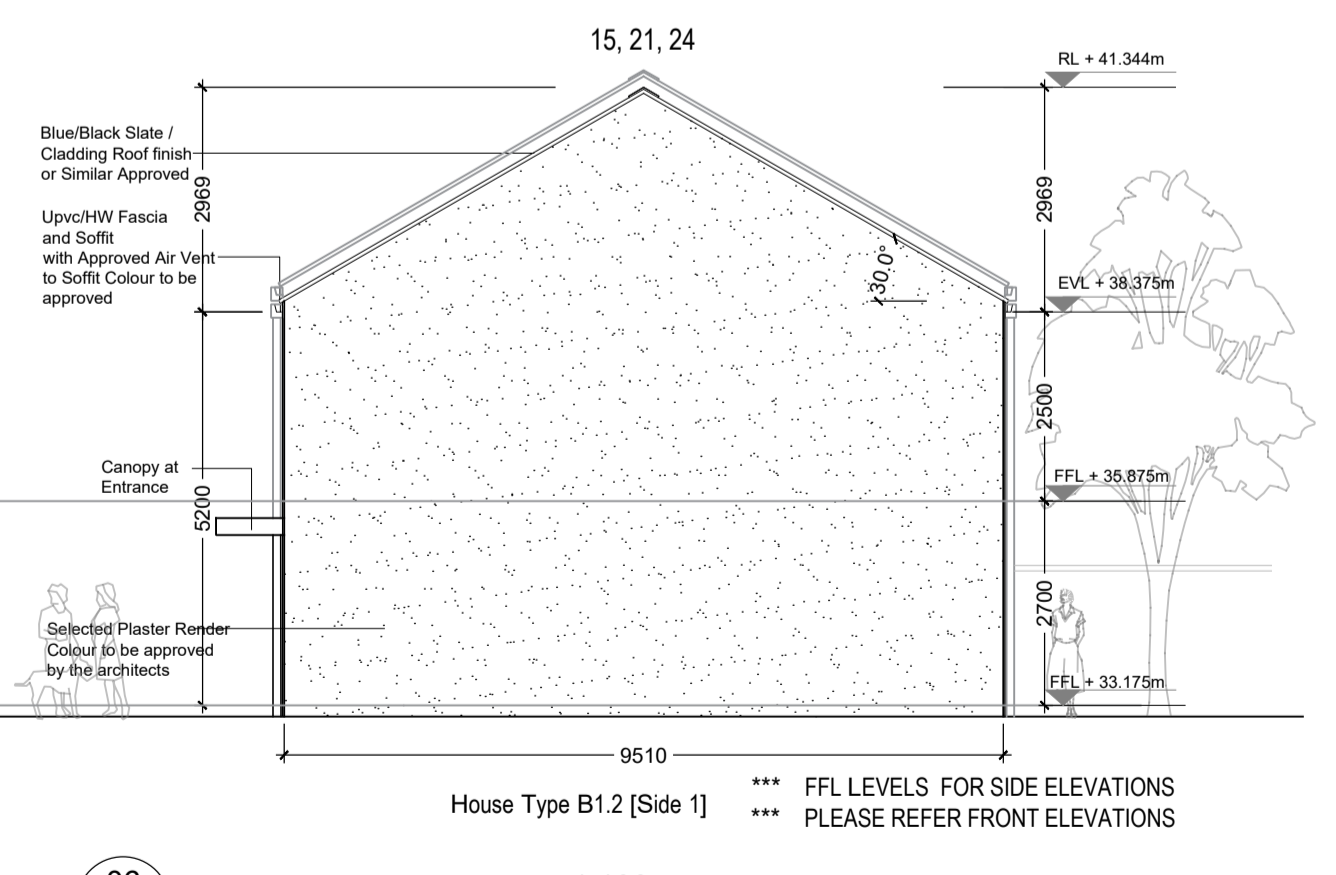 15, 21, 24
RL + 41.344m
Blue/Black Slate /
Cladding Roof finish
or Similar Approved
2969
2969
Upvc/HW Fascia
and Soffit
with Approved Air Vent
to Soffit Colour to be
approved
30.0°
EVL + 38.375m
2500
Canopy at
Entrance
FFL + 35.875m
5200
2700
Selected Plaster Render
Colour to be approved
by the architects
FFL + 33.175m
9510
House Type B1.2 [Side 1]
*** FFL LEVELS FOR SIDE ELEVATIONS
*** PLEASE REFER FRONT ELEVATIONS